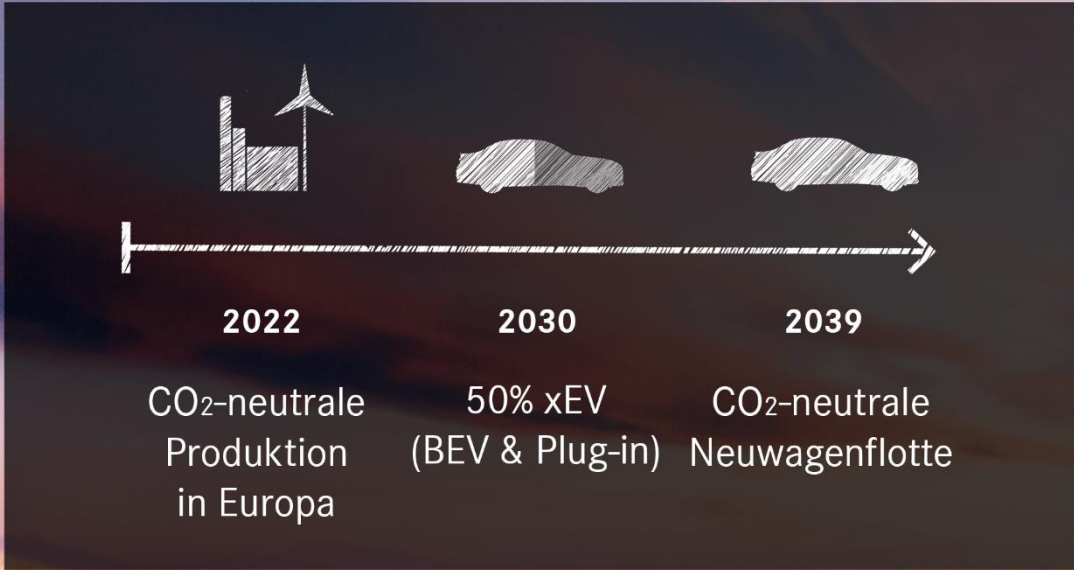 2022
CO₂-neutrale
Produktion
in Europa
2030
50% xEV
(BEV & Plug-in)
2039
CO₂-neutrale
Neuwagenflotte